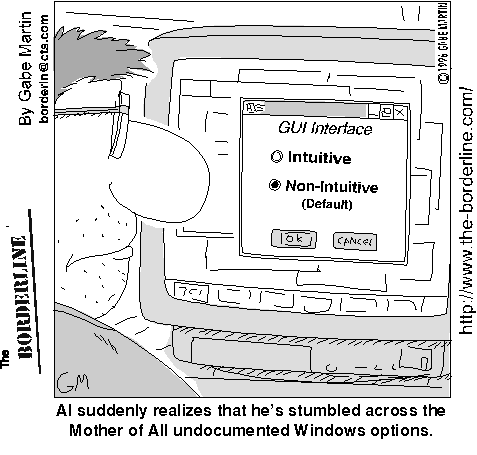 By Gabe Martin
borderln@cts.com
The
BORDERLINE
© 1996 GABE MARTIN
http://www.the-borderline.com/
GUI Interface
Intuitive
Non-Intuitive
(Default)
OK
CANCEL
GM
Al suddenly realizes that he's stumbled across the
Mother of All undocumented Windows options.